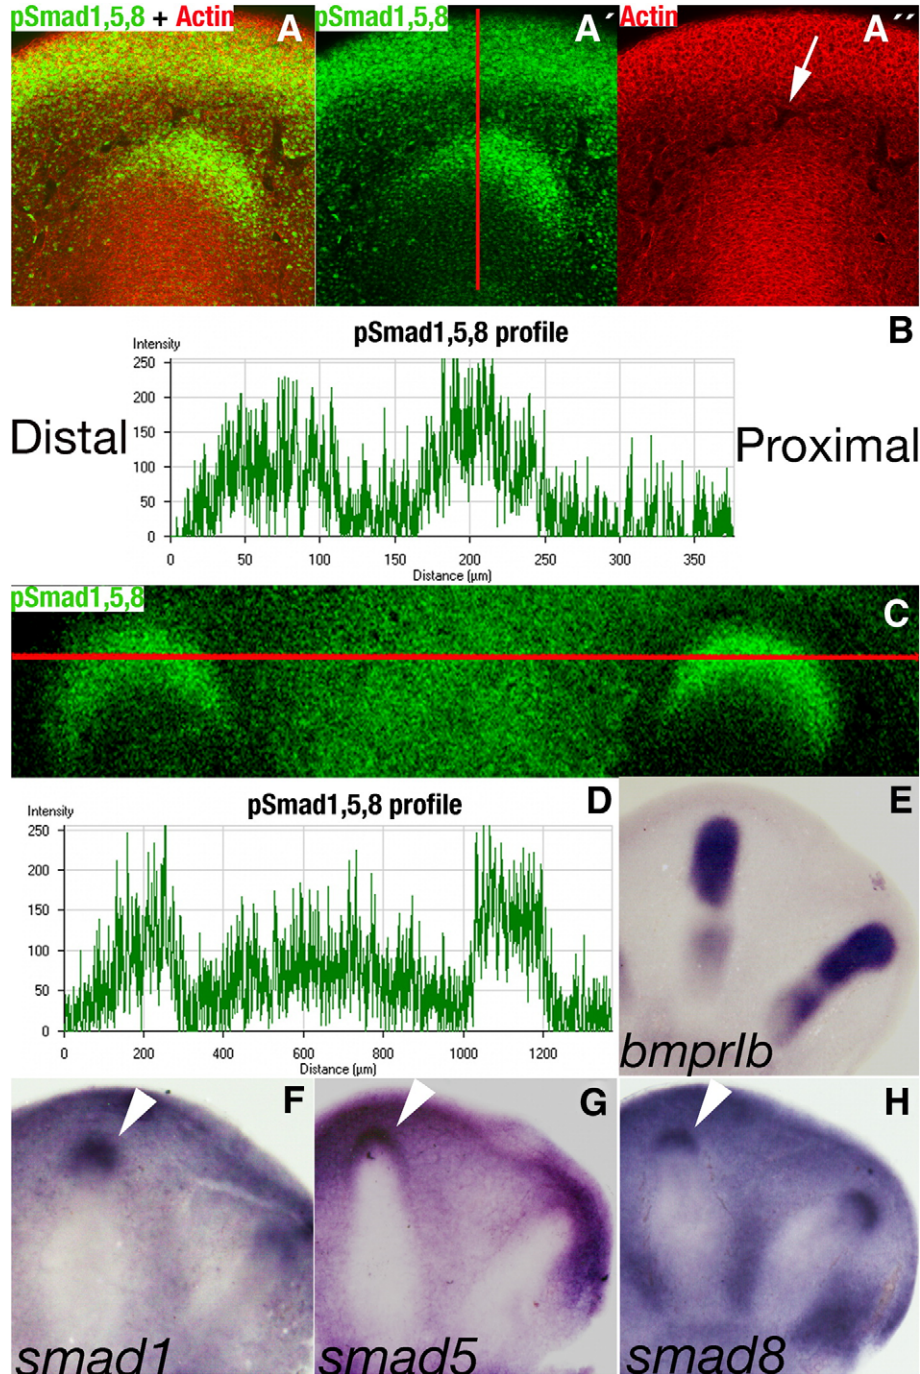 pSmad1,5,8 + Actin A
pSmad1,5,8 A´
Actin A´´
pSmad1,5,8 profile B
Intensity
250
200
150
100
50
0
Distal
Proximal
0 50 100 150 200 250 300 350
Distance (µm)
pSmad1,5,8 C
pSmad1,5,8 profile D
Intensity
250
200
150
100
50
0
0 200 400 600 800 1000 1200
Distance (µm)
E
bmprIb
F
smad1
G
smad5
H
smad8